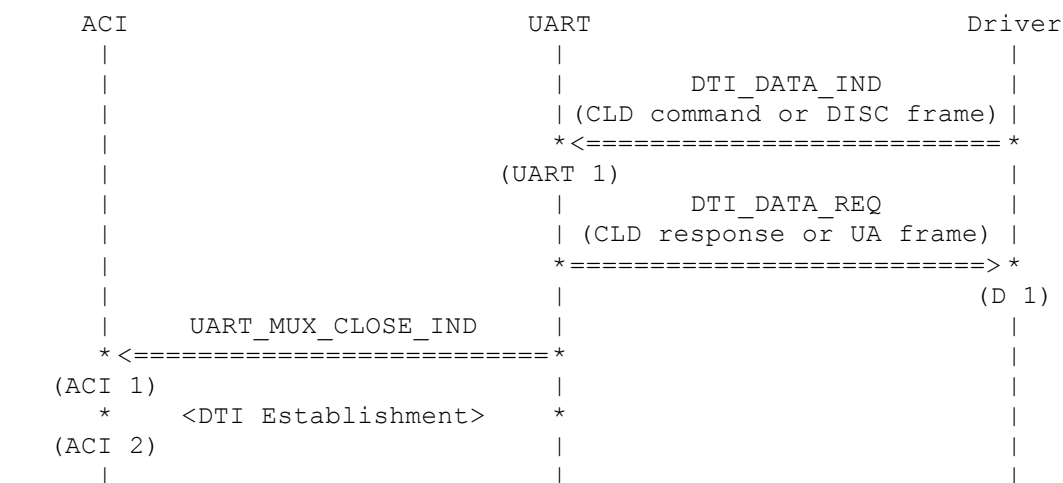 ACI UART Driver
| | |
| | DTI_DATA_IND |
| |(CLD command or DISC frame)|
| *<==========================*
| (UART 1) |
| | DTI_DATA_REQ |
| | (CLD response or UA frame) |
| *==========================>*
| | (D 1)
| UART_MUX_CLOSE_IND | |
*<==========================* |
(ACI 1) | |
* <DTI Establishment> * |
(ACI 2) | |
| | |